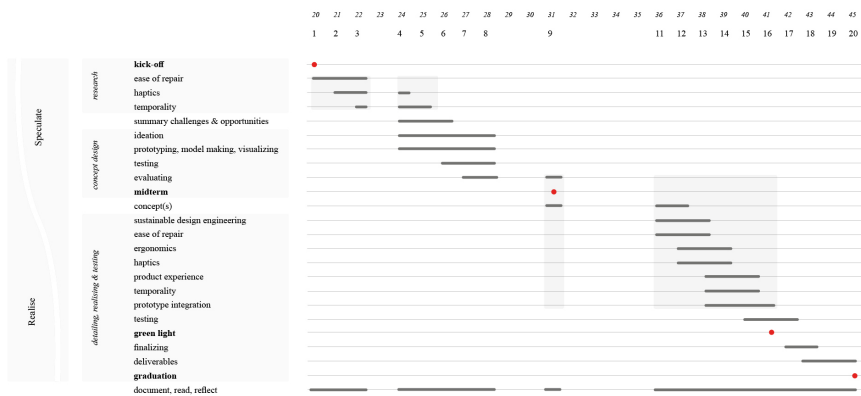 20 21 22 23 24 25 26 27 28 29 30 31 32 33 34 35 36 37 38 39 40 41 42 43 44 45
1 2 3 4 5 6 7 8 9 11 12 13 14 15 16 17 18 19 20
Speculate
Realise
research
concept design
detailing, realising & testing
kick-off
ease of repair
haptics
temporality
summary challenges & opportunities
ideation
prototyping, model making, visualizing
testing
evaluating
midterm
concept(s)
sustainable design engineering
ease of repair
ergonomics
haptics
product experience
temporality
prototype integration
testing
green light
finalizing
deliverables
graduation
document, read, reflect